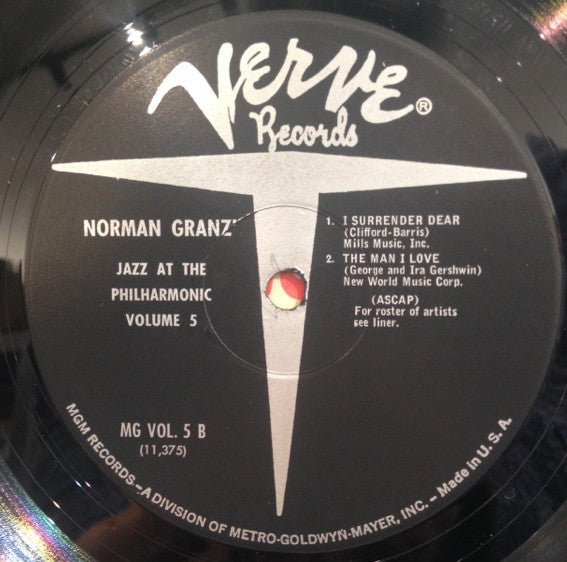 VERVE®
Records
NORMAN GRANZ'
JAZZ AT THE
PHILHARMONIC
VOLUME 5
MG VOL. 5 B
(11,375)
1. I SURRENDER DEAR
(Clifford-Barris)
Mills Music, Inc.
2. THE MAN I LOVE
(George and Ira Gershwin)
New World Music Corp.
(ASCAP)
For roster of artists
see liner.
MGM RECORDS—A DIVISION OF METRO-GOLDWYN-MAYER, INC. – Made in U. S. A.